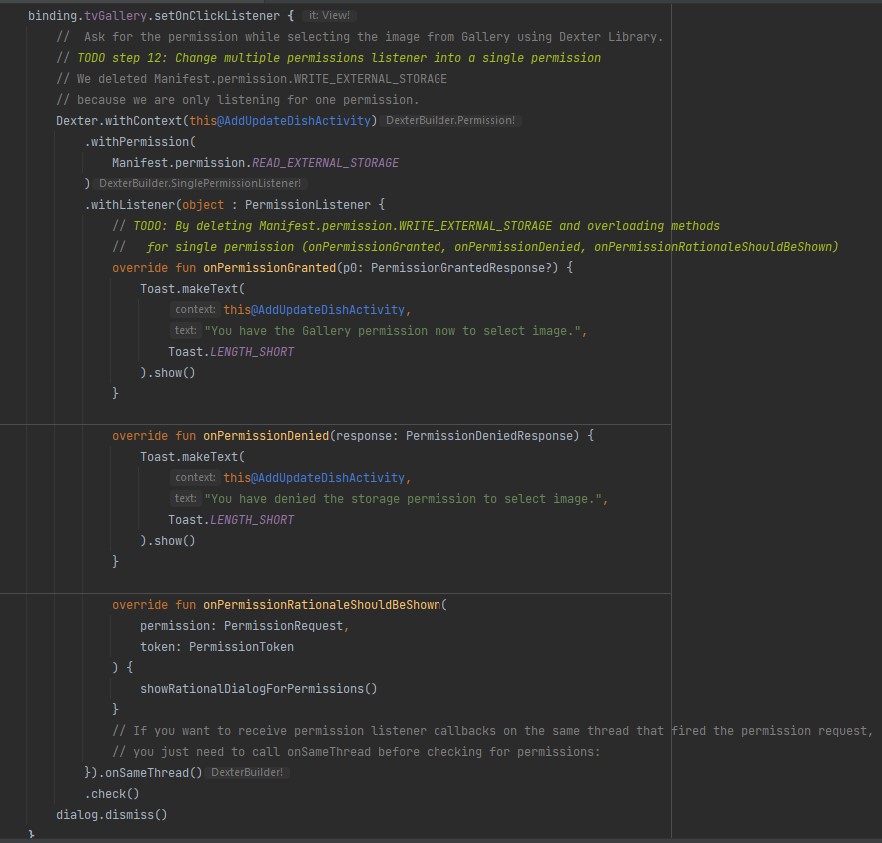 binding.tvGallery.setOnClickListener { it: View!
//  Ask for the permission while selecting the image from Gallery using Dexter Library.
// TODO step 12: Change multiple permissions listener into a single permission
// We deleted Manifest.permission.WRITE_EXTERNAL_STORAGE
// because we are only listening for one permission.
Dexter.withContext(this@AddUpdateDishActivity) DexterBuilder.Permission!
.withPermission(
Manifest.permission.READ_EXTERNAL_STORAGE
) DexterBuilder.SinglePermissionListener!
.withListener(object : PermissionListener {
// TODO: By deleting Manifest.permission.WRITE_EXTERNAL_STORAGE and overloading methods
//   for single permission (onPermissionGranted, onPermissionDenied, onPermissionRationaleShouldBeShown)
override fun onPermissionGranted(p0: PermissionGrantedResponse?) {
Toast.makeText(
context: this@AddUpdateDishActivity,
text: "You have the Gallery permission now to select image.",
Toast.LENGTH_SHORT
).show()
}
override fun onPermissionDenied(response: PermissionDeniedResponse) {
Toast.makeText(
context: this@AddUpdateDishActivity,
text: "You have denied the storage permission to select image.",
Toast.LENGTH_SHORT
).show()
}
override fun onPermissionRationaleShouldBeShown(
permission: PermissionRequest,
token: PermissionToken
) {
showRationalDialogForPermissions()
}
// If you want to receive permission listener callbacks on the same thread that fired the permission request,
// you just need to call onSameThread before checking for permissions:
}).onSameThread() DexterBuilder!
.check()
dialog.dismiss()
}